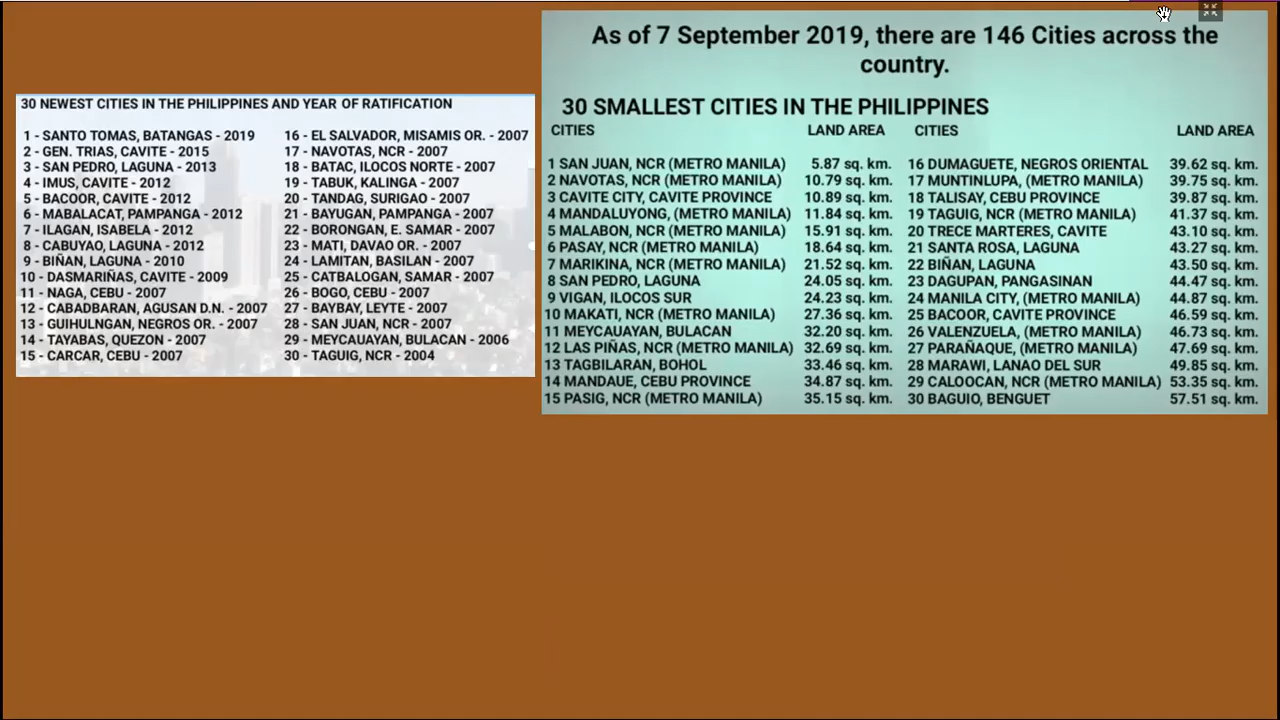 30 NEWEST CITIES IN THE PHILIPPINES AND YEAR OF RATIFICATION
1 - SANTO TOMAS, BATANGAS - 2019
2 - GEN. TRIAS, CAVITE - 2015
3 - SAN PEDRO, LAGUNA - 2013
4 - IMUS, CAVITE - 2012
5 - BACOOR, CAVITE - 2012
6 - MABALACAT, PAMPANGA - 2012
7 - ILAGAN, ISABELA - 2012
8 - CABUYAO, LAGUNA - 2012
9 - BIÑAN, LAGUNA - 2010
10 - DASMARIÑAS, CAVITE - 2009
11 - NAGA, CEBU - 2007
12 - CABADBARAN, AGUSAN D.N. - 2007
13 - GUIHULNGAN, NEGROS OR. - 2007
14 - TAYABAS, QUEZON - 2007
15 - CARCAR, CEBU - 2007
16 - EL SALVADOR, MISAMIS OR. - 2007
17 - NAVOTAS, NCR - 2007
18 - BATAC, ILOCOS NORTE - 2007
19 - TABUK, KALINGA - 2007
20 - TANDAG, SURIGAO - 2007
21 - BAYUGAN, PAMPANGA - 2007
22 - BORONGAN, E. SAMAR - 2007
23 - MATI, DAVAO OR. - 2007
24 - LAMITAN, BASILAN - 2007
25 - CATBALOGAN, SAMAR - 2007
26 - BOGO, CEBU - 2007
27 - BAYBAY, LEYTE - 2007
28 - SAN JUAN, NCR - 2007
29 - MEYCAUAYAN, BULACAN - 2006
30 - TAGUIG, NCR - 2004
As of 7 September 2019, there are 146 Cities across the
country.
30 SMALLEST CITIES IN THE PHILIPPINES
CITIES LAND AREA
1 SAN JUAN, NCR (METRO MANILA) 5.87 sq. km.
2 NAVOTAS, NCR (METRO MANILA) 10.79 sq. km.
3 CAVITE CITY, CAVITE PROVINCE 10.89 sq. km.
4 MANDALUYONG, (METRO MANILA) 11.84 sq. km.
5 MALABON, NCR (METRO MANILA) 15.91 sq. km.
6 PASAY, NCR (METRO MANILA) 18.64 sq. km.
7 MARIKINA, NCR (METRO MANILA) 21.52 sq. km.
8 SAN PEDRO, LAGUNA 24.05 sq. km.
9 VIGAN, ILOCOS SUR 24.23 sq. km.
10 MAKATI, NCR (METRO MANILA) 27.36 sq. km.
11 MEYCAUAYAN, BULACAN 32.20 sq. km.
12 LAS PIÑAS, NCR (METRO MANILA) 32.69 sq. km.
13 TAGBILARAN, BOHOL 33.46 sq. km.
14 MANDAUE, CEBU PROVINCE 34.87 sq. km.
15 PASIG, NCR (METRO MANILA) 35.15 sq. km.
CITIES LAND AREA
16 DUMAGUETE, NEGROS ORIENTAL 39.62 sq. km.
17 MUNTINLUPA, (METRO MANILA) 39.75 sq. km.
18 TALISAY, CEBU PROVINCE 39.87 sq. km.
19 TAGUIG, NCR (METRO MANILA) 41.37 sq. km.
20 TRECE MARTERES, CAVITE 43.10 sq. km.
21 SANTA ROSA, LAGUNA 43.27 sq. km.
22 BIÑAN, LAGUNA 43.50 sq. km.
23 DAGUPAN, PANGASINAN 44.47 sq. km.
24 MANILA CITY, (METRO MANILA) 44.87 sq. km.
25 BACOOR, CAVITE PROVINCE 46.59 sq. km.
26 VALENZUELA, (METRO MANILA) 46.73 sq. km.
27 PARAÑAQUE, (METRO MANILA) 47.69 sq. km.
28 MARAWI, LANAO DEL SUR 49.85 sq. km.
29 CALOOCAN, NCR (METRO MANILA) 53.35 sq. km.
30 BAGUIO, BENGUET 57.51 sq. km.